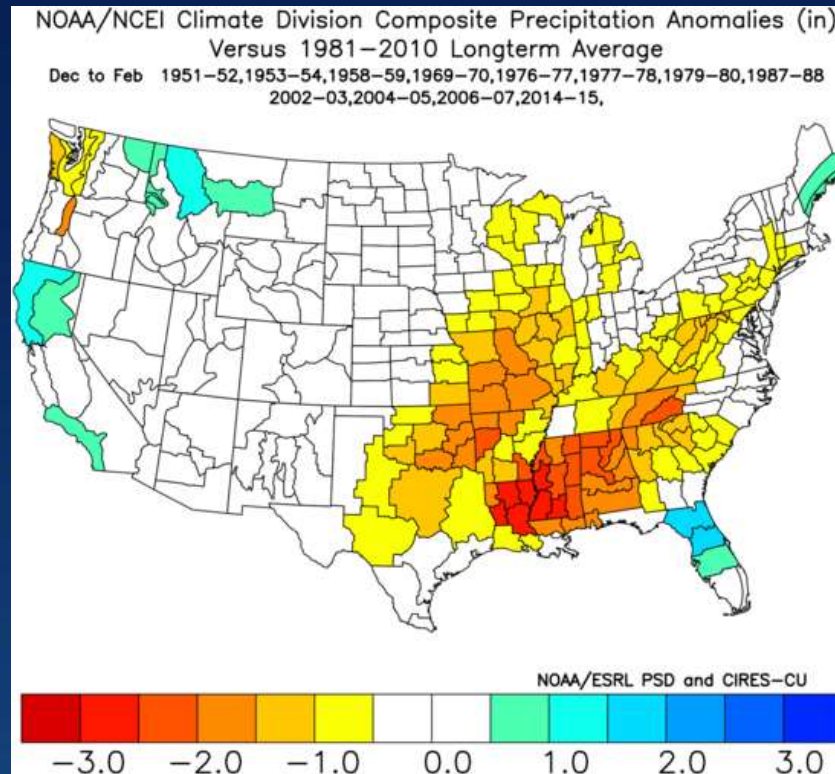 NOAA/NCEI Climate Division Composite Precipitation Anomalies (in)
Versus 1981−2010 Longterm Average
Dec to Feb 1951−52,1953−54,1958−59,1969−70,1976−77,1977−78,1979−80,1987−88
2002−03,2004−05,2006−07,2014−15,
NOAA/ESRL PSD and CIRES−CU
−3.0 −2.0 −1.0 0.0 1.0 2.0 3.0